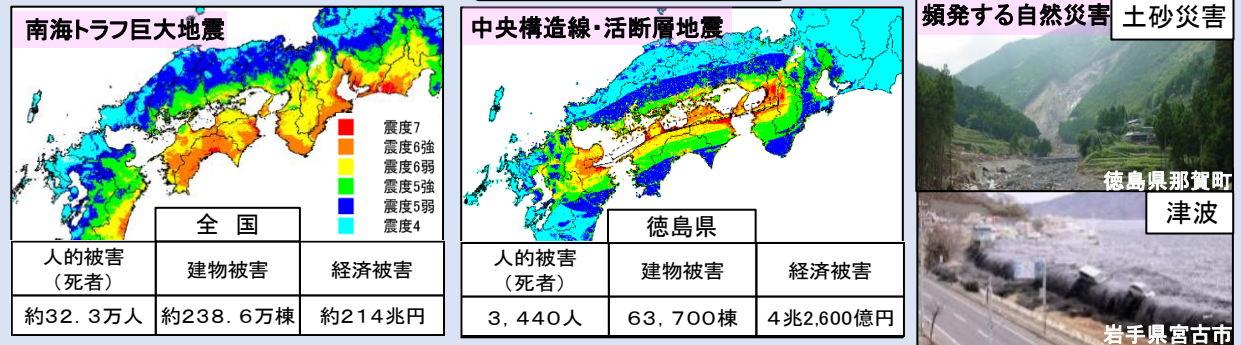 南海トラフ巨大地震
震度7
震度6強
震度6弱
震度5強
震度5弱
震度4
全 国
人的被害
(死者)
建物被害
経済被害
約32.3万人
約238.6万棟
約214兆円
中央構造線・活断層地震
徳島県
人的被害
(死者)
建物被害
経済被害
3,440人
63,700棟
4兆2,600億円
頻発する自然災害
土砂災害
徳島県那賀町
津波
岩手県宮古市